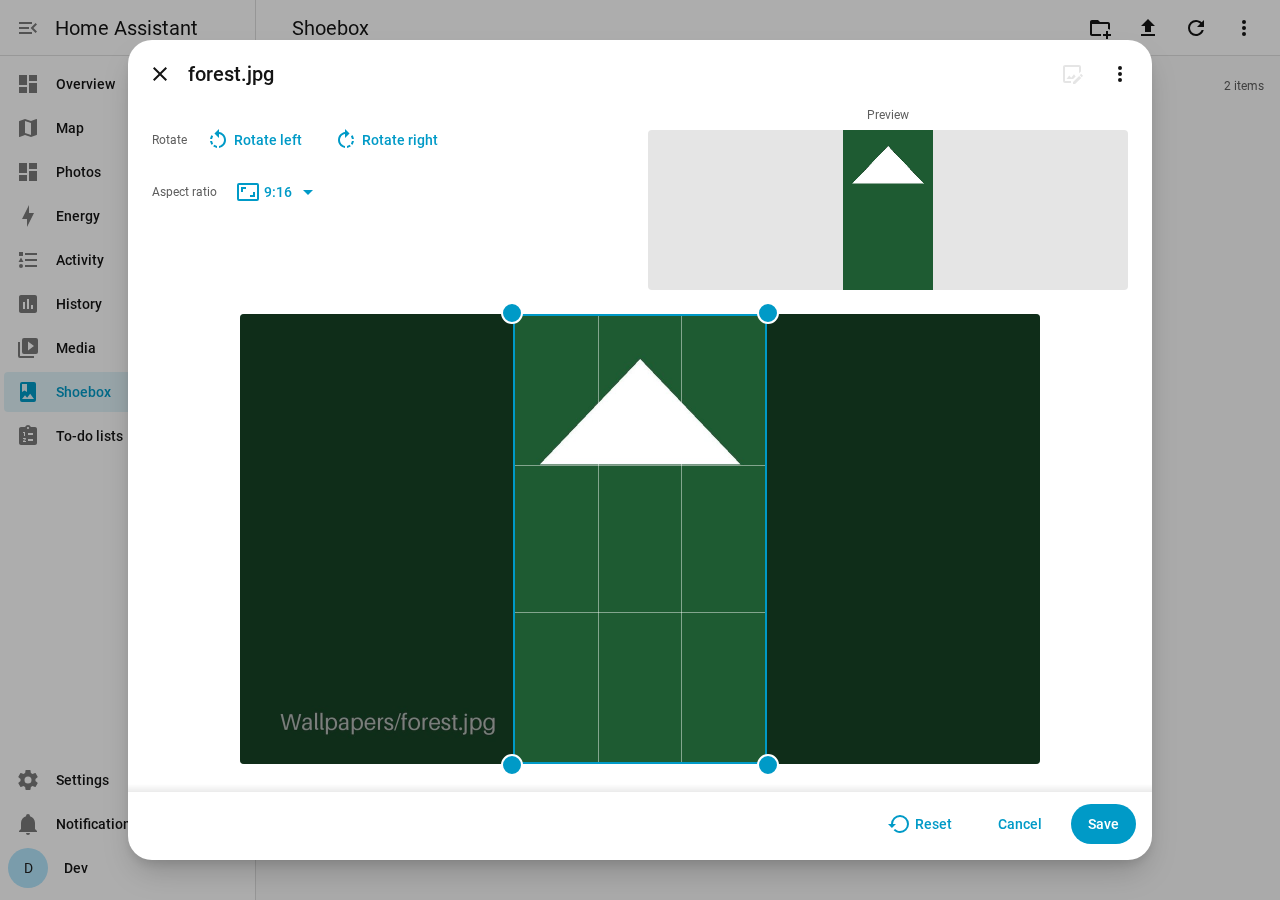 Home Assistant
Shoebox
forest.jpg
2 items
Overview
Map
Photos
Energy
Activity
History
Media
Shoebox
To-do lists
Settings
Notification
D
Dev
Preview
Rotate
Rotate left
Rotate right
Aspect ratio
9:16
Wallpapers/forest.jpg
Reset
Cancel
Save